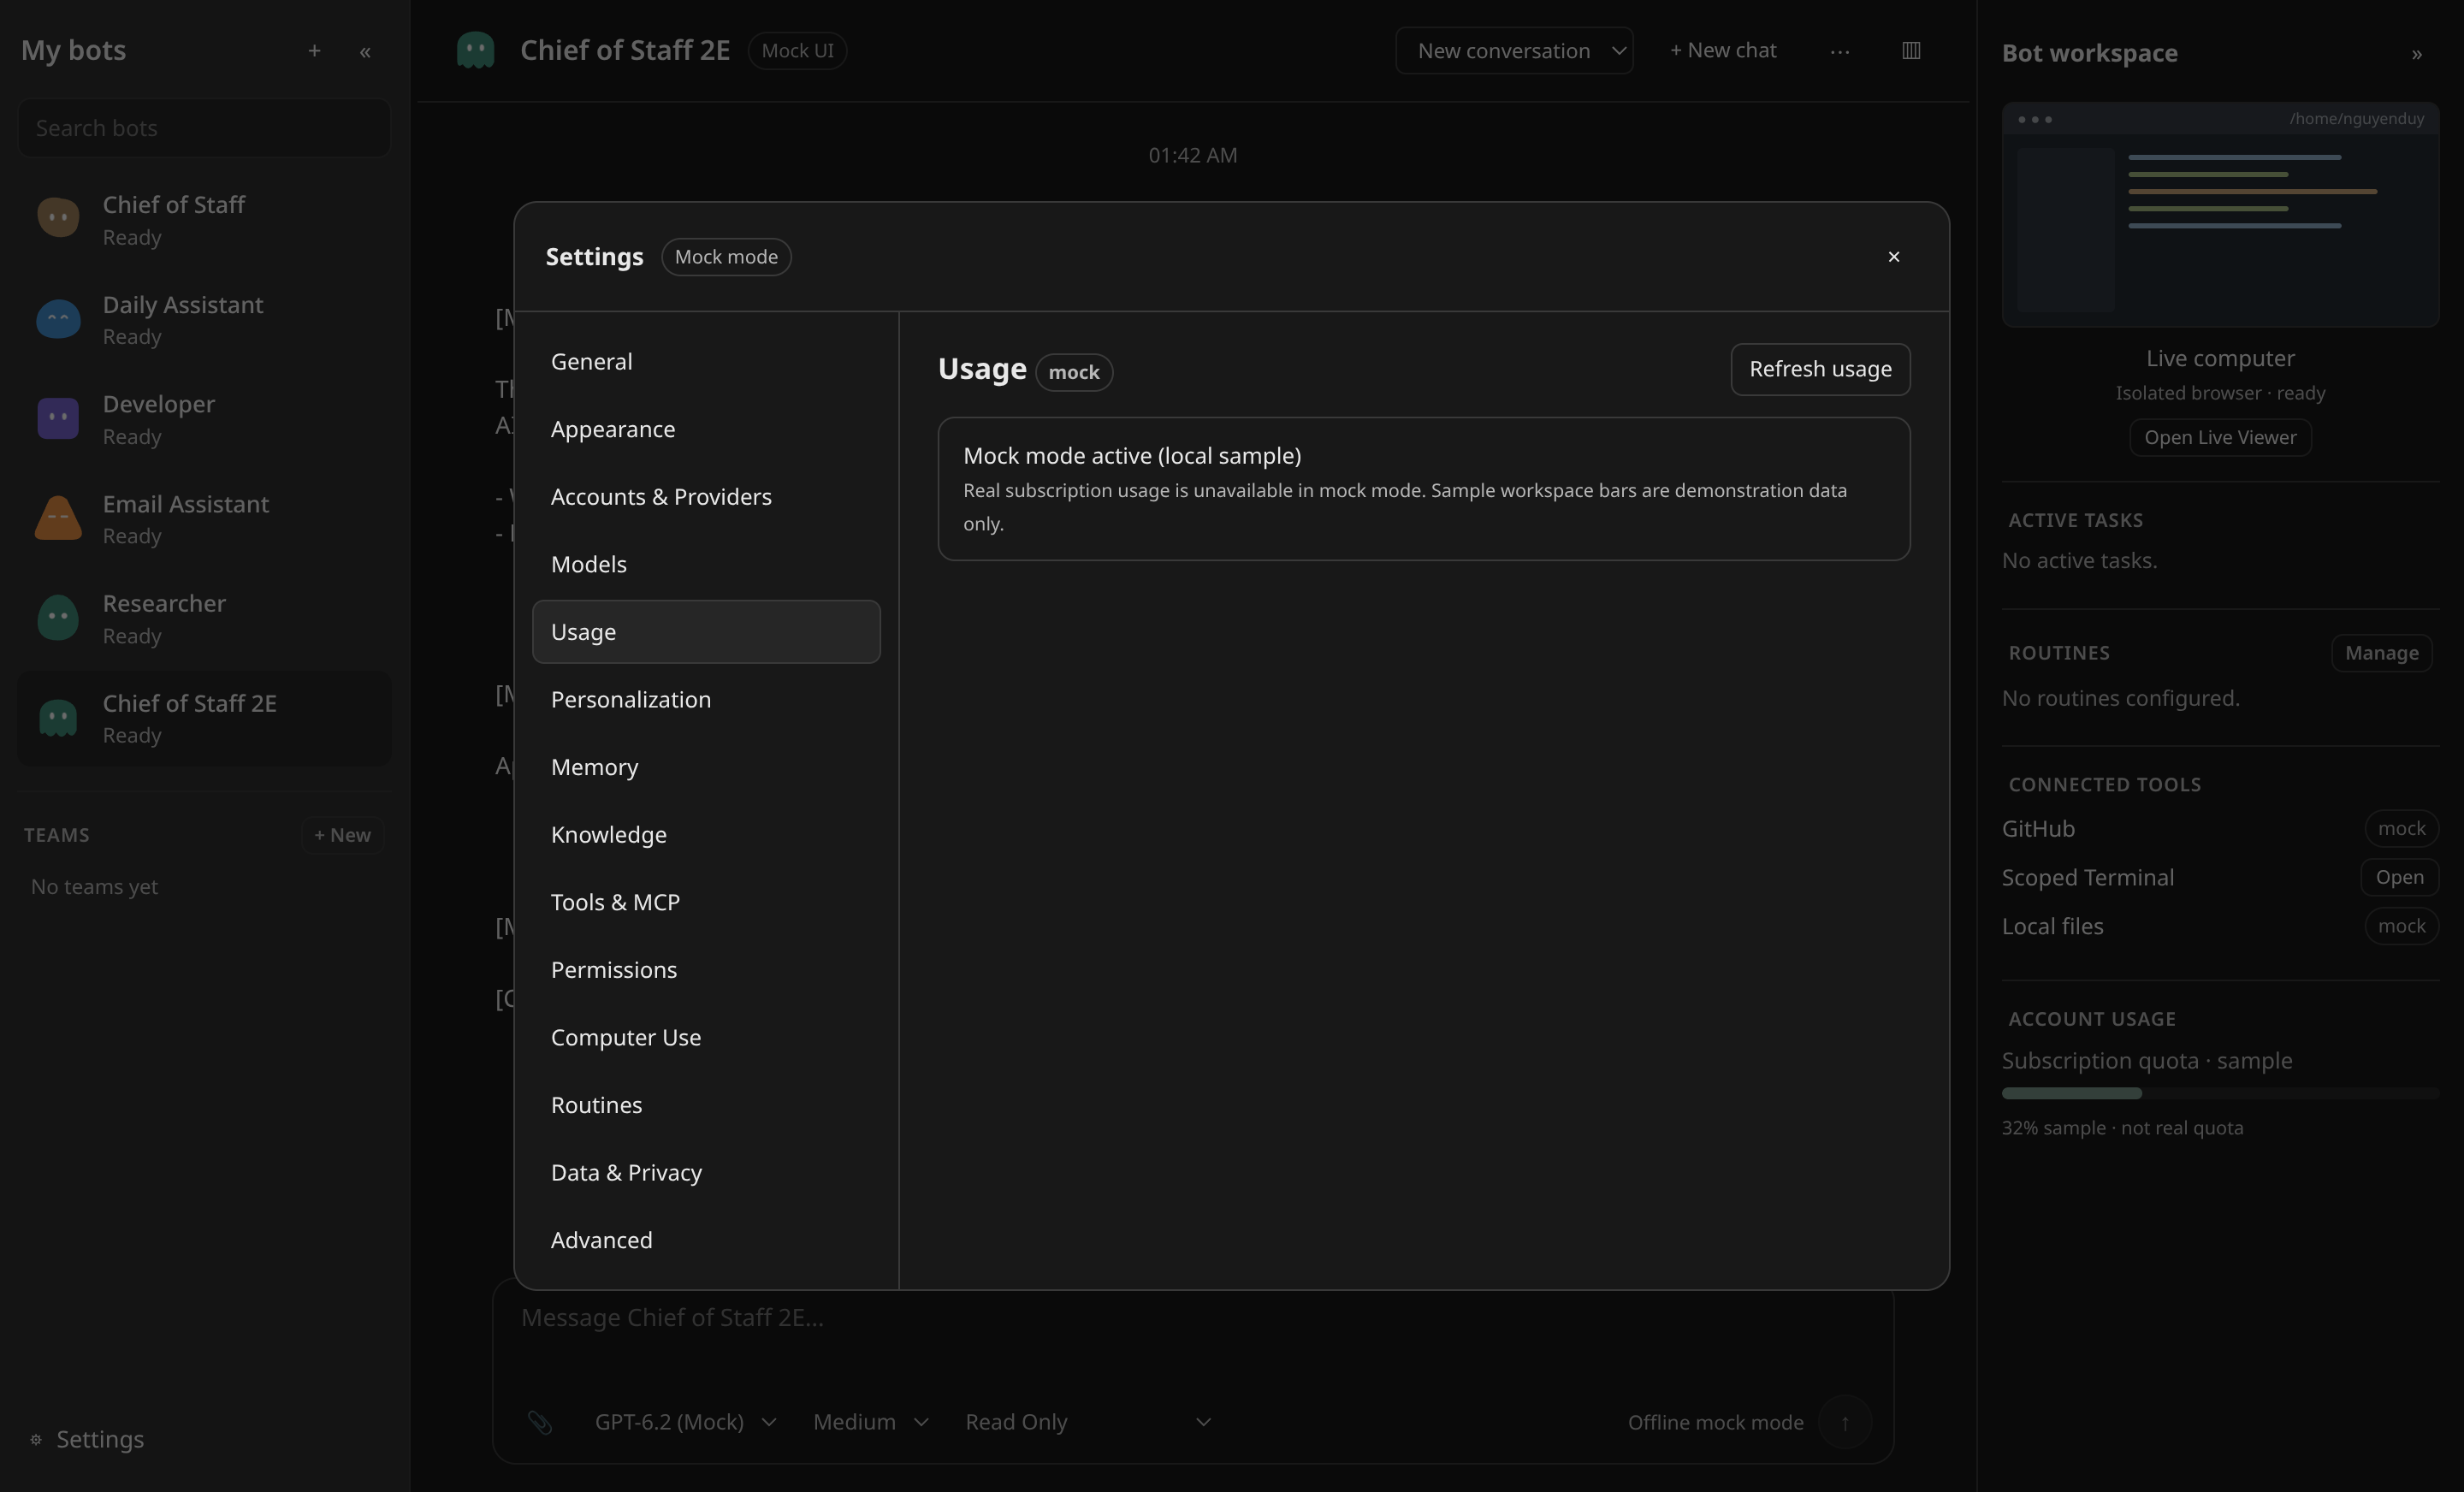 My bots
+
«
Search bots
Chief of Staff
Ready
Daily Assistant
Ready
Developer
Ready
Email Assistant
Ready
Researcher
Ready
Chief of Staff 2E
Ready
TEAMS
+ New
No teams yet
Settings
Chief of Staff 2E
Mock UI
New conversation
+ New chat
...
01:42 AM
Settings
Mock mode
×
General
Appearance
Accounts & Providers
Models
Usage
Personalization
Memory
Knowledge
Tools & MCP
Permissions
Computer Use
Routines
Data & Privacy
Advanced
Usage
mock
Refresh usage
Mock mode active (local sample)
Real subscription usage is unavailable in mock mode. Sample workspace bars are demonstration data
only.
Message Chief of Staff 2E...
GPT-6.2 (Mock)
Medium
Read Only
Offline mock mode
↑
Bot workspace
»
/home/nguyenduy
Live computer
Isolated browser · ready
Open Live Viewer
ACTIVE TASKS
No active tasks.
ROUTINES
Manage
No routines configured.
CONNECTED TOOLS
GitHub
mock
Scoped Terminal
Open
Local files
mock
ACCOUNT USAGE
Subscription quota · sample
32% sample · not real quota